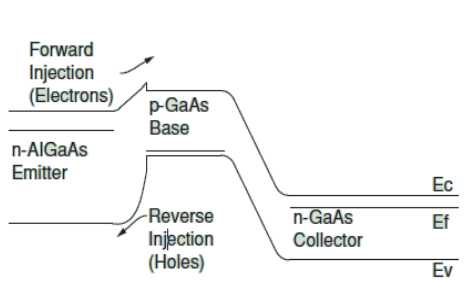 Forward
Injection
(Electrons)
p-GaAs
Base
n-AlGaAs
Emitter
Reverse
Injection
(Holes)
n-GaAs
Collector
Ec
Ef
Ev